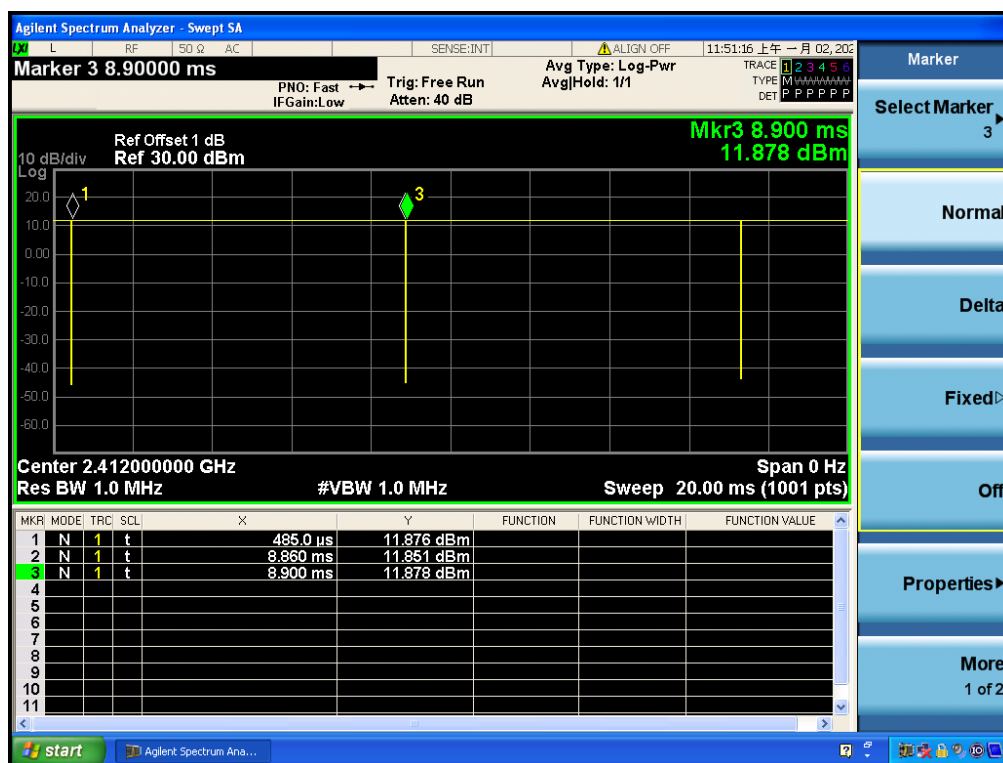 Agilent Spectrum Analyzer - Swept SA
LXI L RF 50 Ω AC SENSE:INT ALIGN OFF 11:51:16 上午 一月 02, 202
Marker 3 8.90000 ms
PNO: Fast
IFGain:Low
Trig: Free Run
Atten: 40 dB
Avg Type: Log-Pwr
Avg|Hold: 1/1
TRACE 1 2 3 4 5 6
TYPE M W W W W W
DET P P P P P P
Ref Offset 1 dB
Ref 30.00 dBm
10 dB/div
Log
Mkr3 8.900 ms
11.878 dBm
20.0
10.0
0.00
-10.0
-20.0
-30.0
-40.0
-50.0
-60.0
1
3
Center 2.412000000 GHz
Span 0 Hz
Res BW 1.0 MHz
#VBW 1.0 MHz
Sweep 20.00 ms (1001 pts)
MKR MODE TRC SCL X Y FUNCTION FUNCTION WIDTH FUNCTION VALUE
1 N 1 t 485.0 µs 11.876 dBm
2 N 1 t 8.860 ms 11.851 dBm
3 N 1 t 8.900 ms 11.878 dBm
4
5
6
7
8
9
10
11
Marker
Select Marker
3
Normal
Delta
Fixed
Off
Properties
More
1 of 2
start
Agilent Spectrum Ana...